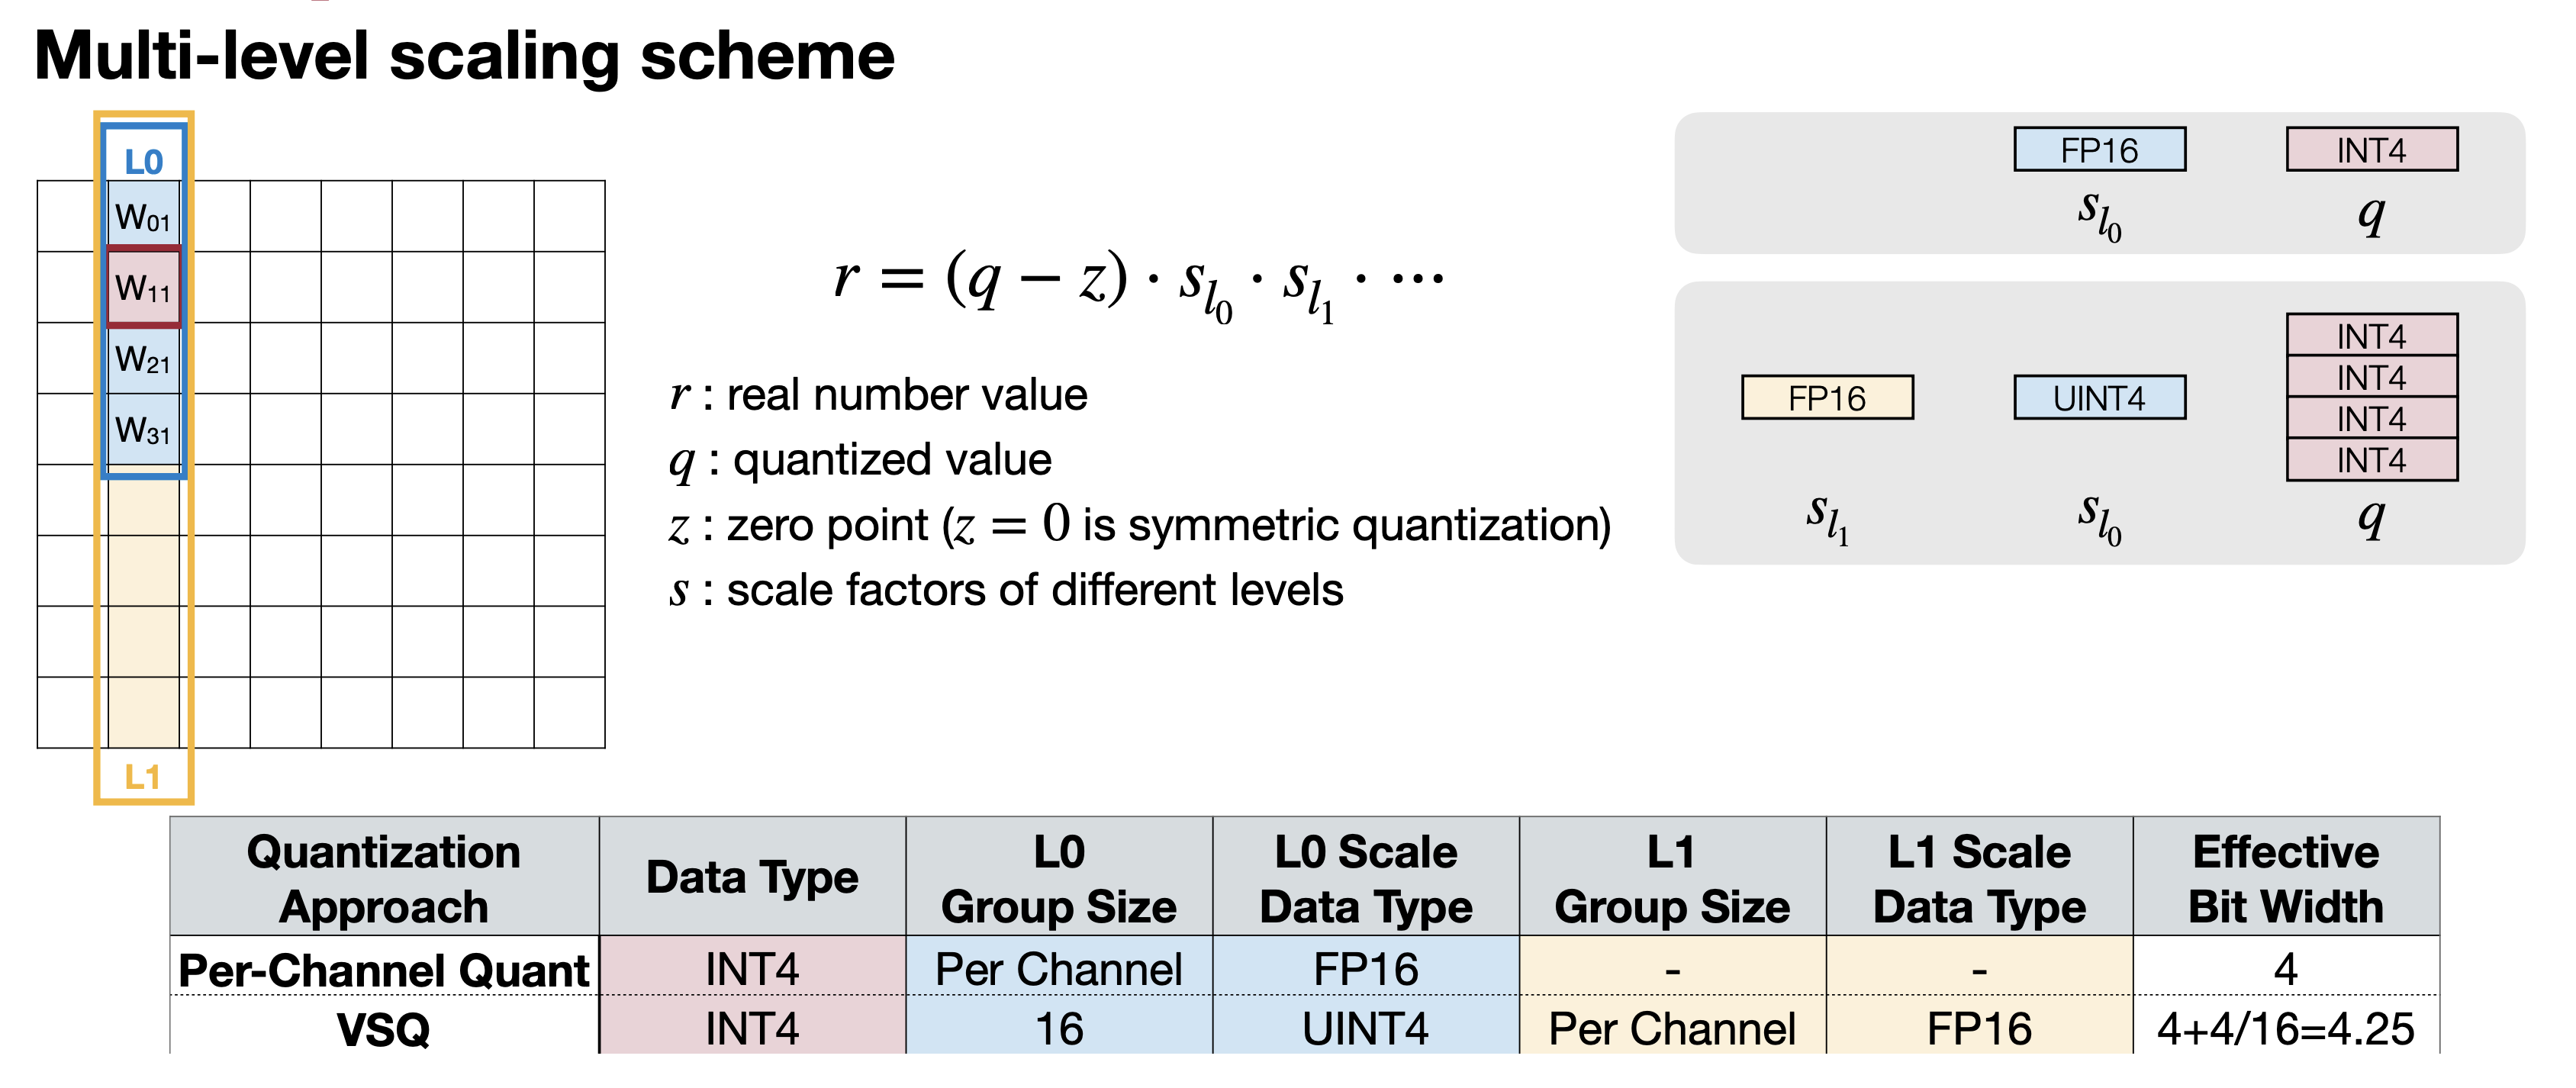 Multi-level scaling scheme
L0
W₀₁
W₁₁
W₂₁
W₃₁
L1
r = (q − z) · s_{l_0} · s_{l_1} · ···
r : real number value
q : quantized value
z : zero point (z = 0 is symmetric quantization)
s : scale factors of different levels
FP16 INT4
s_{l_0} q
INT4
INT4
FP16 UINT4
INT4
INT4
s_{l_1} s_{l_0} q
Quantization Approach | Data Type | L0 Group Size | L0 Scale Data Type | L1 Group Size | L1 Scale Data Type | Effective Bit Width
Per-Channel Quant | INT4 | Per Channel | FP16 | - | - | 4
VSQ | INT4 | 16 | UINT4 | Per Channel | FP16 | 4+4/16=4.25